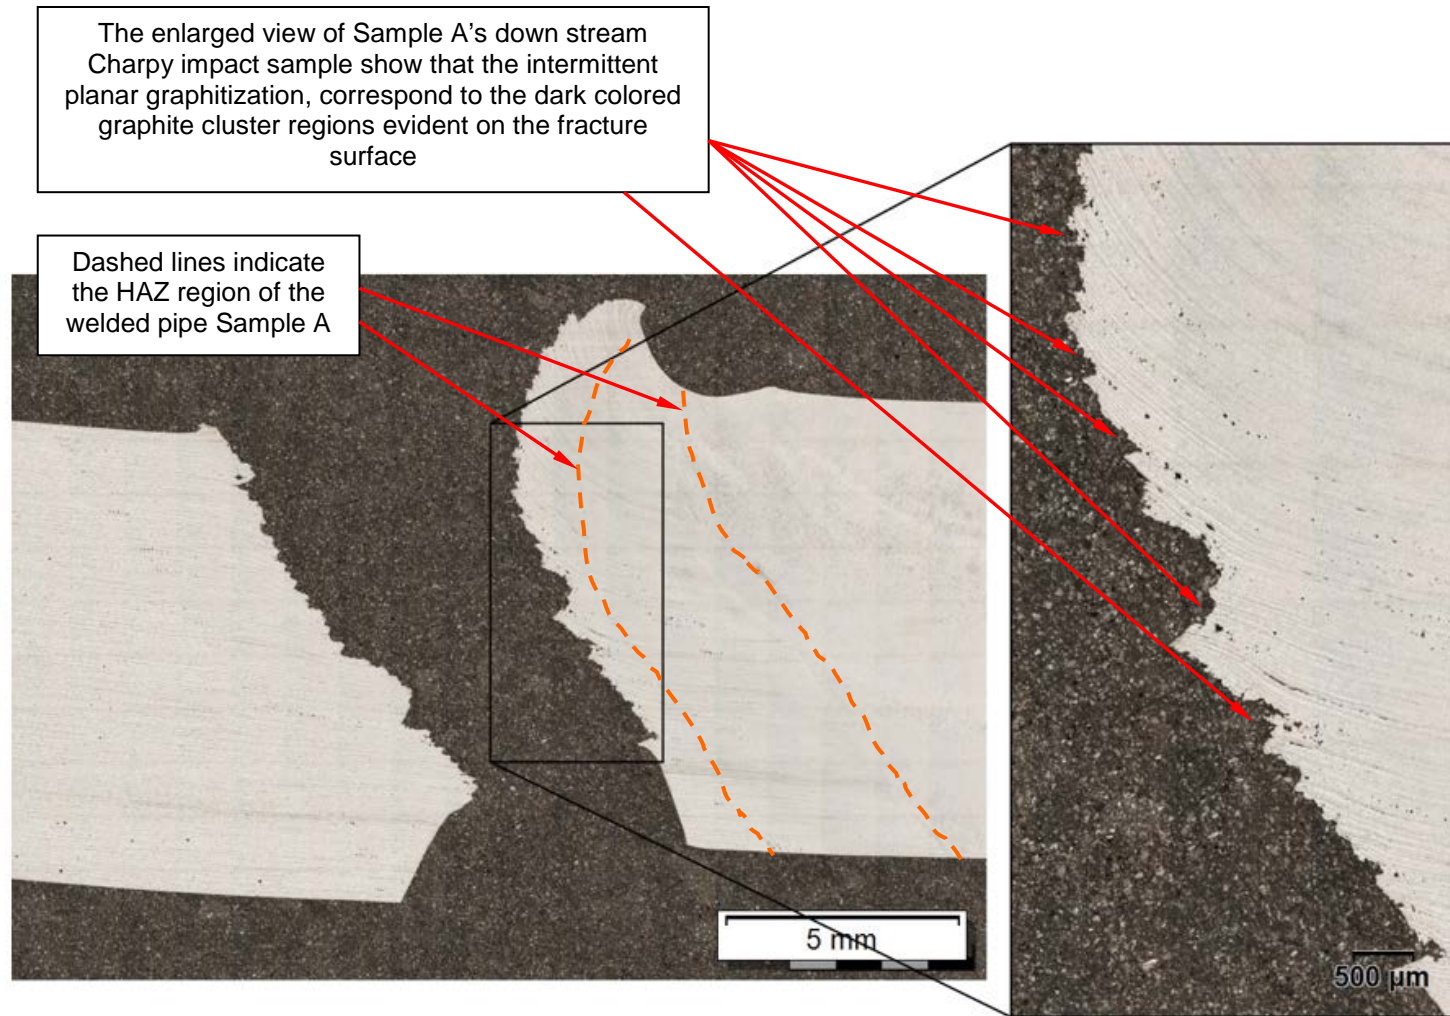 The enlarged view of Sample A’s down stream
Charpy impact sample show that the intermittent
planar graphitization, correspond to the dark colored
graphite cluster regions evident on the fracture
surface
Dashed lines indicate
the HAZ region of the
welded pipe Sample A
5 mm
500 µm